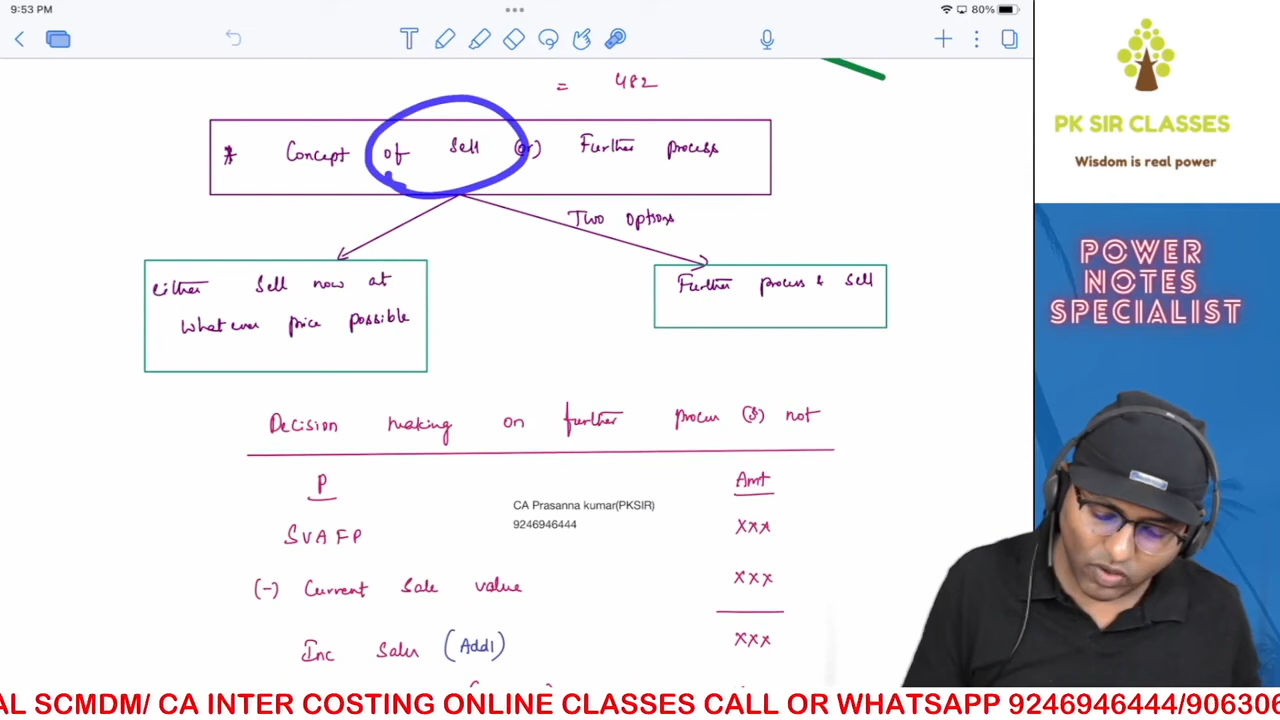 9:53 PM
80%
= 482
* Concept of Sell (or) Further process
Two options
either Sell now at
whatever price possible
Further process & sell
Decision making on further procss (or) not
P
Amt
CA Prasanna kumar(PKSIR)
9246946444
SVAFP xxx
(-) Current Sale value xxx
Inc Sales (Addl) xxx
PK SIR CLASSES
Wisdom is real power
POWER
NOTES
SPECIALIST
AL SCMDM/ CA INTER COSTING ONLINE CLASSES CALL OR WHATSAPP 9246946444/906306